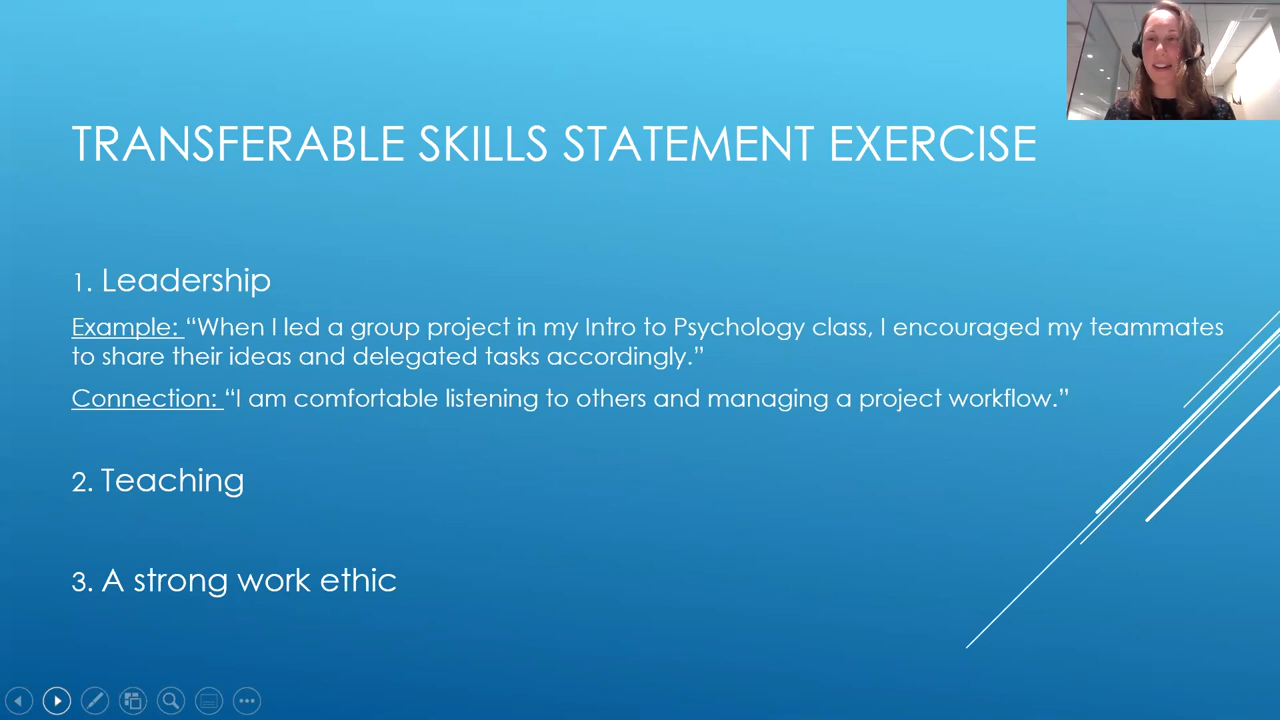 TRANSFERABLE SKILLS STATEMENT EXERCISE
1. Leadership
Example: “When I led a group project in my Intro to Psychology class, I encouraged my teammates
to share their ideas and delegated tasks accordingly.”
Connection: “I am comfortable listening to others and managing a project workflow.”
2. Teaching
3. A strong work ethic